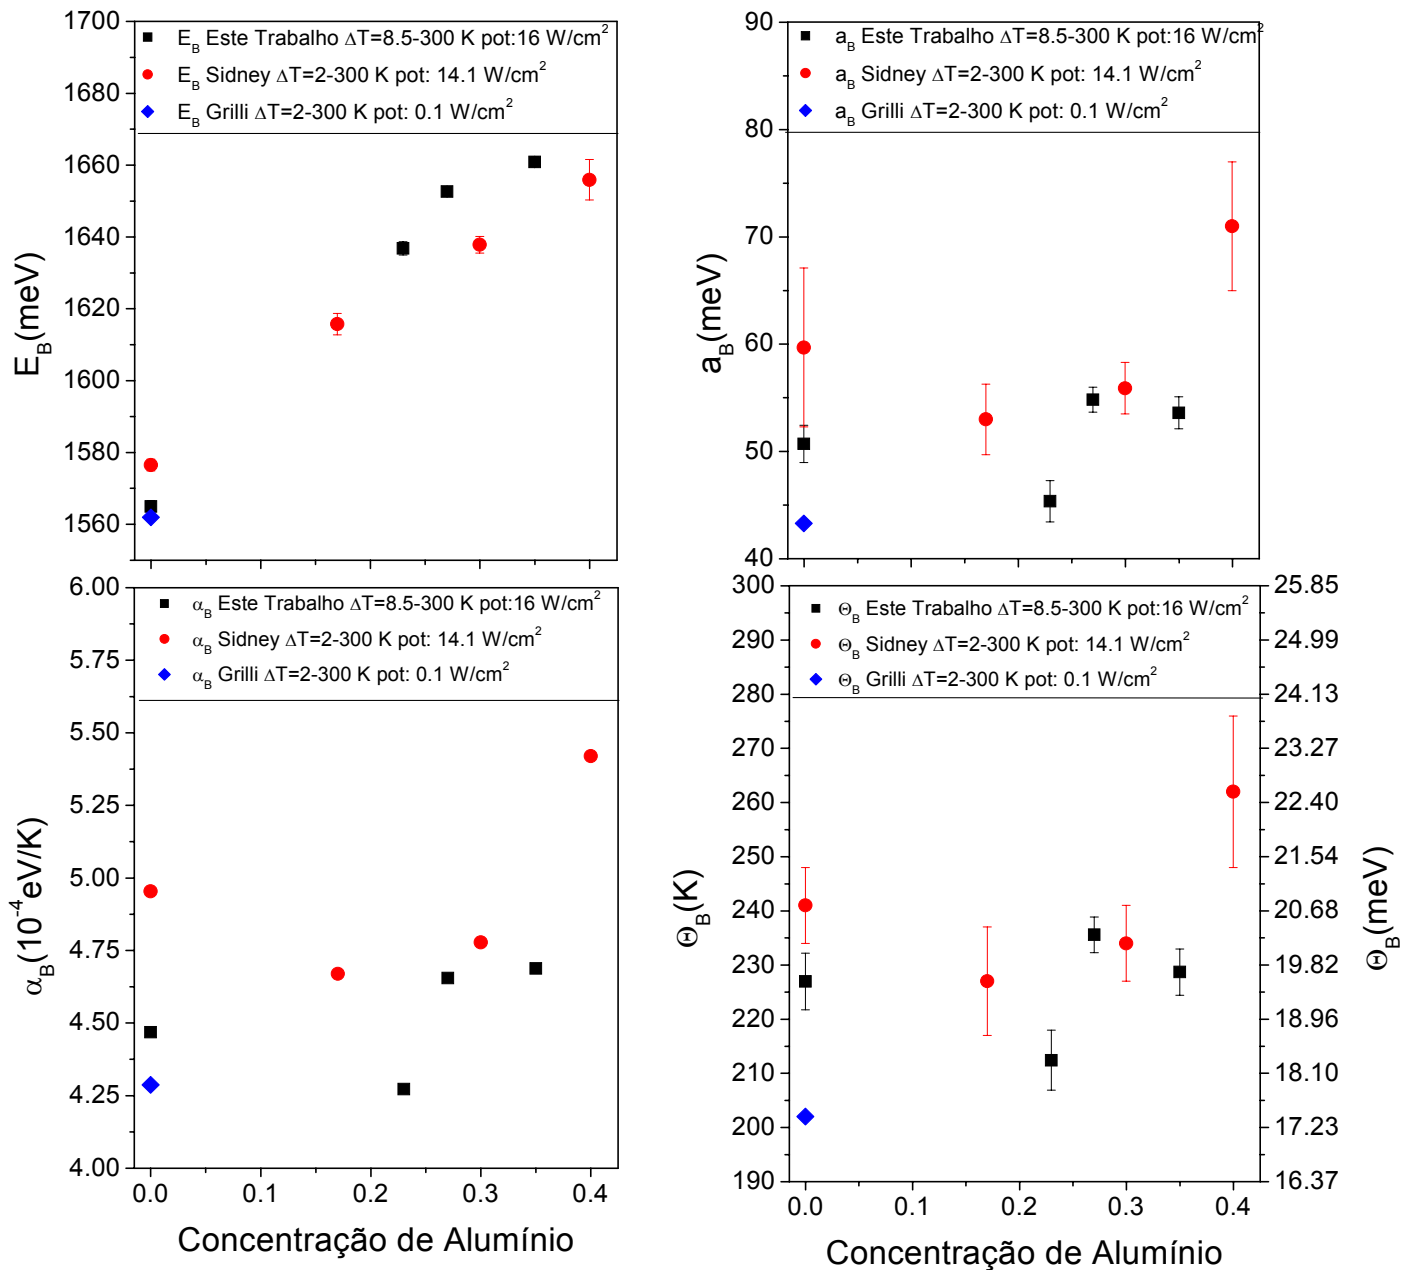 E_B Este Trabalho ΔT=8.5-300 K pot:16 W/cm²
E_B Sidney ΔT=2-300 K pot: 14.1 W/cm²
E_B Grilli ΔT=2-300 K pot: 0.1 W/cm²
1700
1680
1660
1640
1620
1600
1580
1560
E_B(meV)
a_B Este Trabalho ΔT=8.5-300 K pot:16 W/cm²
a_B Sidney ΔT=2-300 K pot: 14.1 W/cm²
a_B Grilli ΔT=2-300 K pot: 0.1 W/cm²
90
80
70
60
50
40
a_B(meV)
α_B Este Trabalho ΔT=8.5-300 K pot:16 W/cm²
α_B Sidney ΔT=2-300 K pot: 14.1 W/cm²
α_B Grilli ΔT=2-300 K pot: 0.1 W/cm²
6.00
5.75
5.50
5.25
5.00
4.75
4.50
4.25
4.00
α_B(10⁻⁴eV/K)
0.0 0.1 0.2 0.3 0.4
Concentração de Alumínio
Θ_B Este Trabalho ΔT=8.5-300 K pot:16 W/cm²
Θ_B Sidney ΔT=2-300 K pot: 14.1 W/cm²
Θ_B Grilli ΔT=2-300 K pot: 0.1 W/cm²
300
290
280
270
260
250
240
230
220
210
200
190
Θ_B(K)
25.85
24.99
24.13
23.27
22.40
21.54
20.68
19.82
18.96
18.10
17.23
16.37
Θ_B(meV)
0.0 0.1 0.2 0.3 0.4
Concentração de Alumínio